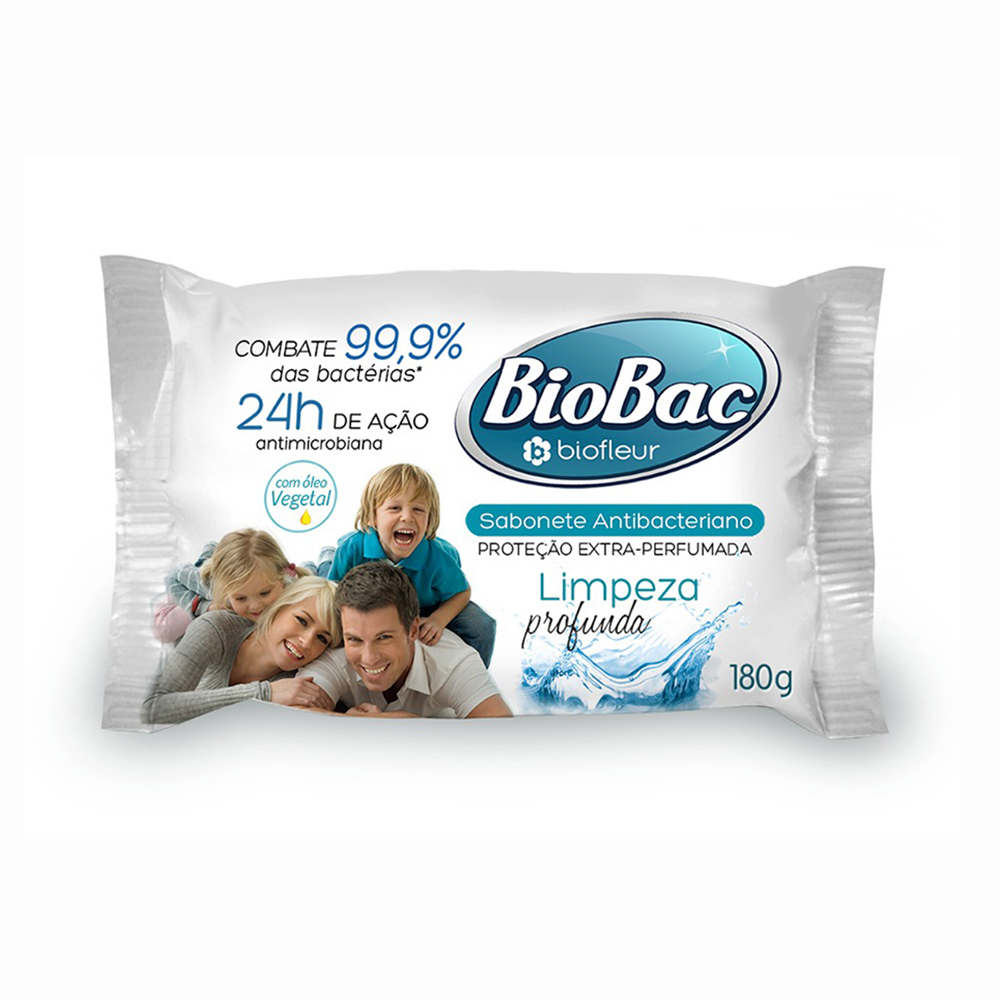 COMBATE 99,9%
das bactérias*
24h DE AÇÃO
antimicrobiana
com óleo
Vegetal
BioBac
b biofleur
Sabonete Antibacteriano
PROTEÇÃO EXTRA-PERFUMADA
Limpeza
profunda
180g